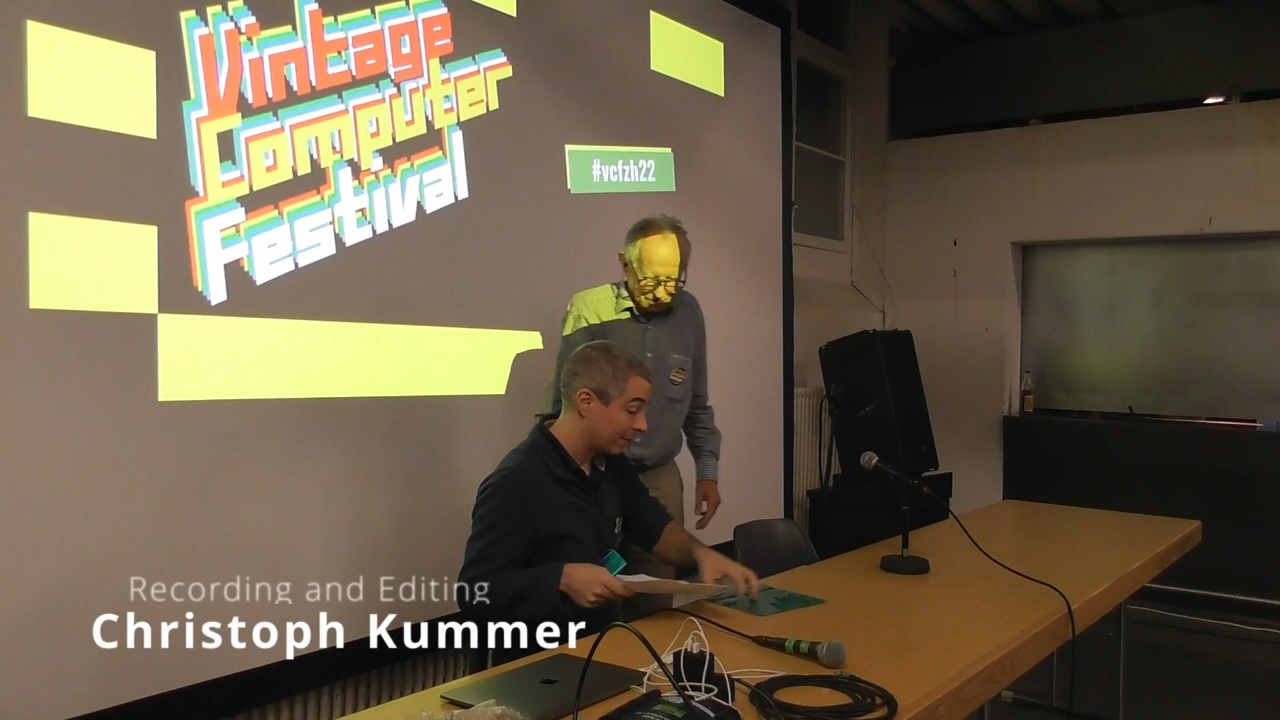 Vintage
Computer
Festival
#vcfzh22
Recording and Editing
Christoph Kummer